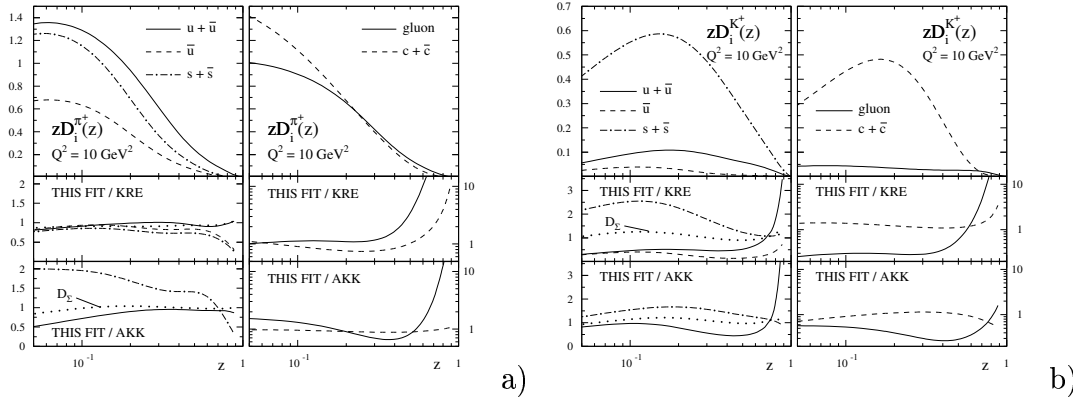 1.4
1.2
1
0.8
0.6
0.4
0.2
u + ū
ū
s + s̄
zD_i^{π⁺}(z)
Q² = 10 GeV²
gluon
c + c̄
zD_i^{π⁺}(z)
Q² = 10 GeV²
2
1.5
1
0.5
THIS FIT / KRE
THIS FIT / KRE
10
1
2
1.5
1
0.5
0
D_Σ
THIS FIT / AKK
THIS FIT / AKK
10
1
10⁻¹
z
10⁻¹
z
1
a)
0.7
0.6
0.5
0.4
0.3
0.2
0.1
zD_i^{K⁺}(z)
Q² = 10 GeV²
u + ū
ū
s + s̄
zD_i^{K⁺}(z)
Q² = 10 GeV²
gluon
c + c̄
3
2
1
THIS FIT / KRE
D_Σ
THIS FIT / KRE
10
1
3
2
1
0
THIS FIT / AKK
THIS FIT / AKK
10
1
10⁻¹
z
1
10⁻¹
z
1
b)